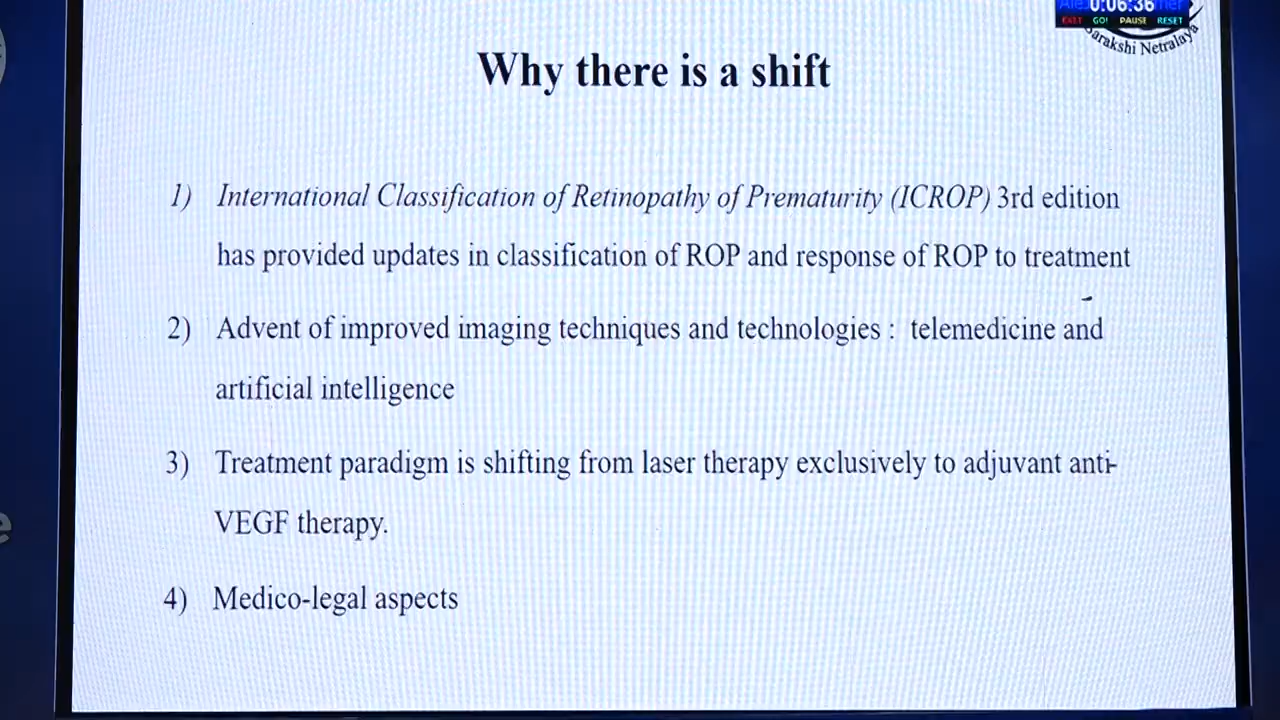 0:06:36
EXIT GO! PAUSE RESET
arakshi Netralaya
Why there is a shift
1) International Classification of Retinopathy of Prematurity (ICROP) 3rd edition
has provided updates in classification of ROP and response of ROP to treatment
2) Advent of improved imaging techniques and technologies : telemedicine and
artificial intelligence
3) Treatment paradigm is shifting from laser therapy exclusively to adjuvant anti-
VEGF therapy.
4) Medico-legal aspects
e